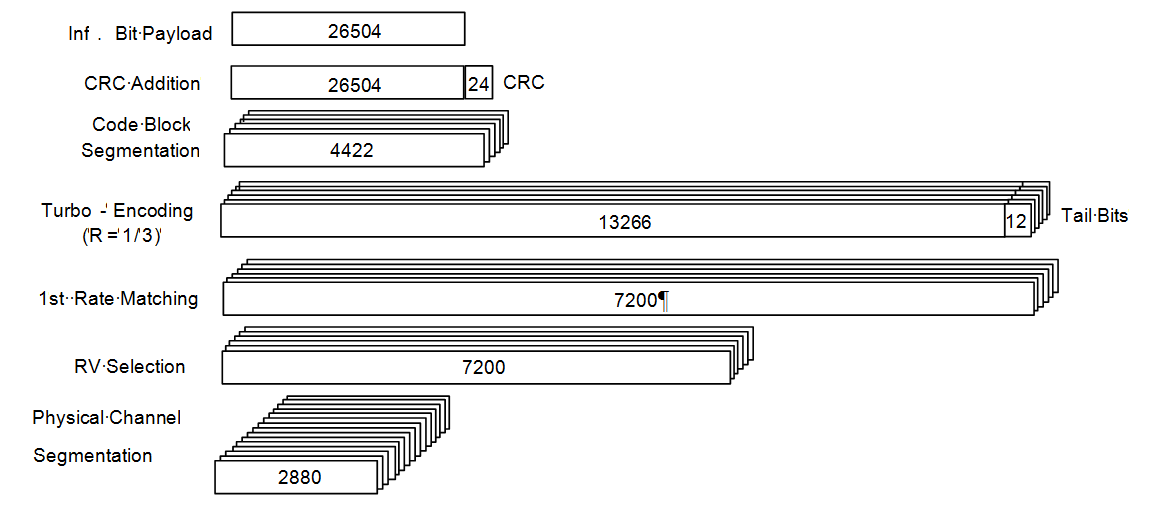 Inf . Bit·Payload
26504
CRC·Addition
26504
24
CRC
Code·Block
Segmentation
4422
Turbo -' Encoding
('R ='1/'3)'
13266
12
Tail·Bits
1st··Rate·Matching
7200¶
RV·Selection
7200
Physical·Channel
Segmentation
2880